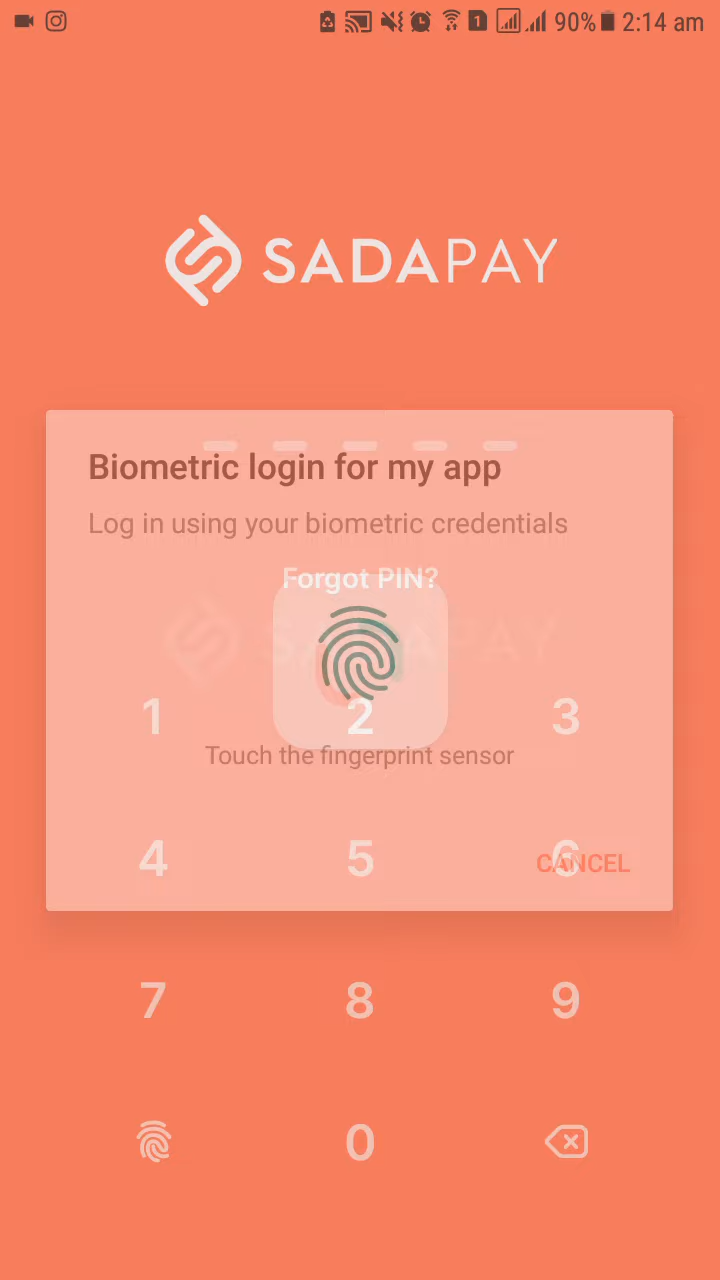 90% 2:14 am
SADAPAY
Biometric login for my app
Log in using your biometric credentials
Forgot PIN?
SADAPAY
1 2 3
Touch the fingerprint sensor
4 5 6
CANCEL
7 8 9
0